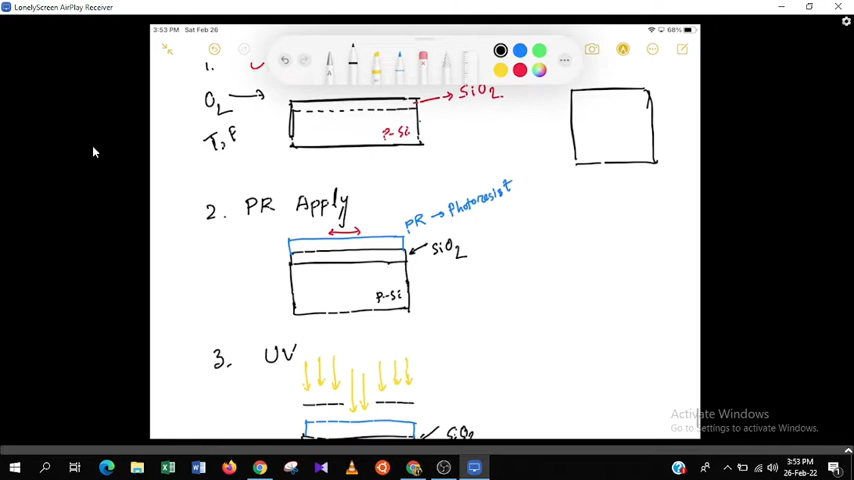 LonelyScreen AirPlay Receiver
3:53 PM Sat Feb 26
68%
1.
O2 →
→ SiO2
T, P
P-Si
2. PR Apply
PR → Photoresist
SiO2
P-Si
3. UV
SiO2
Activate Windows
Go to Settings to activate Windows.
3:53 PM
26-Feb-22